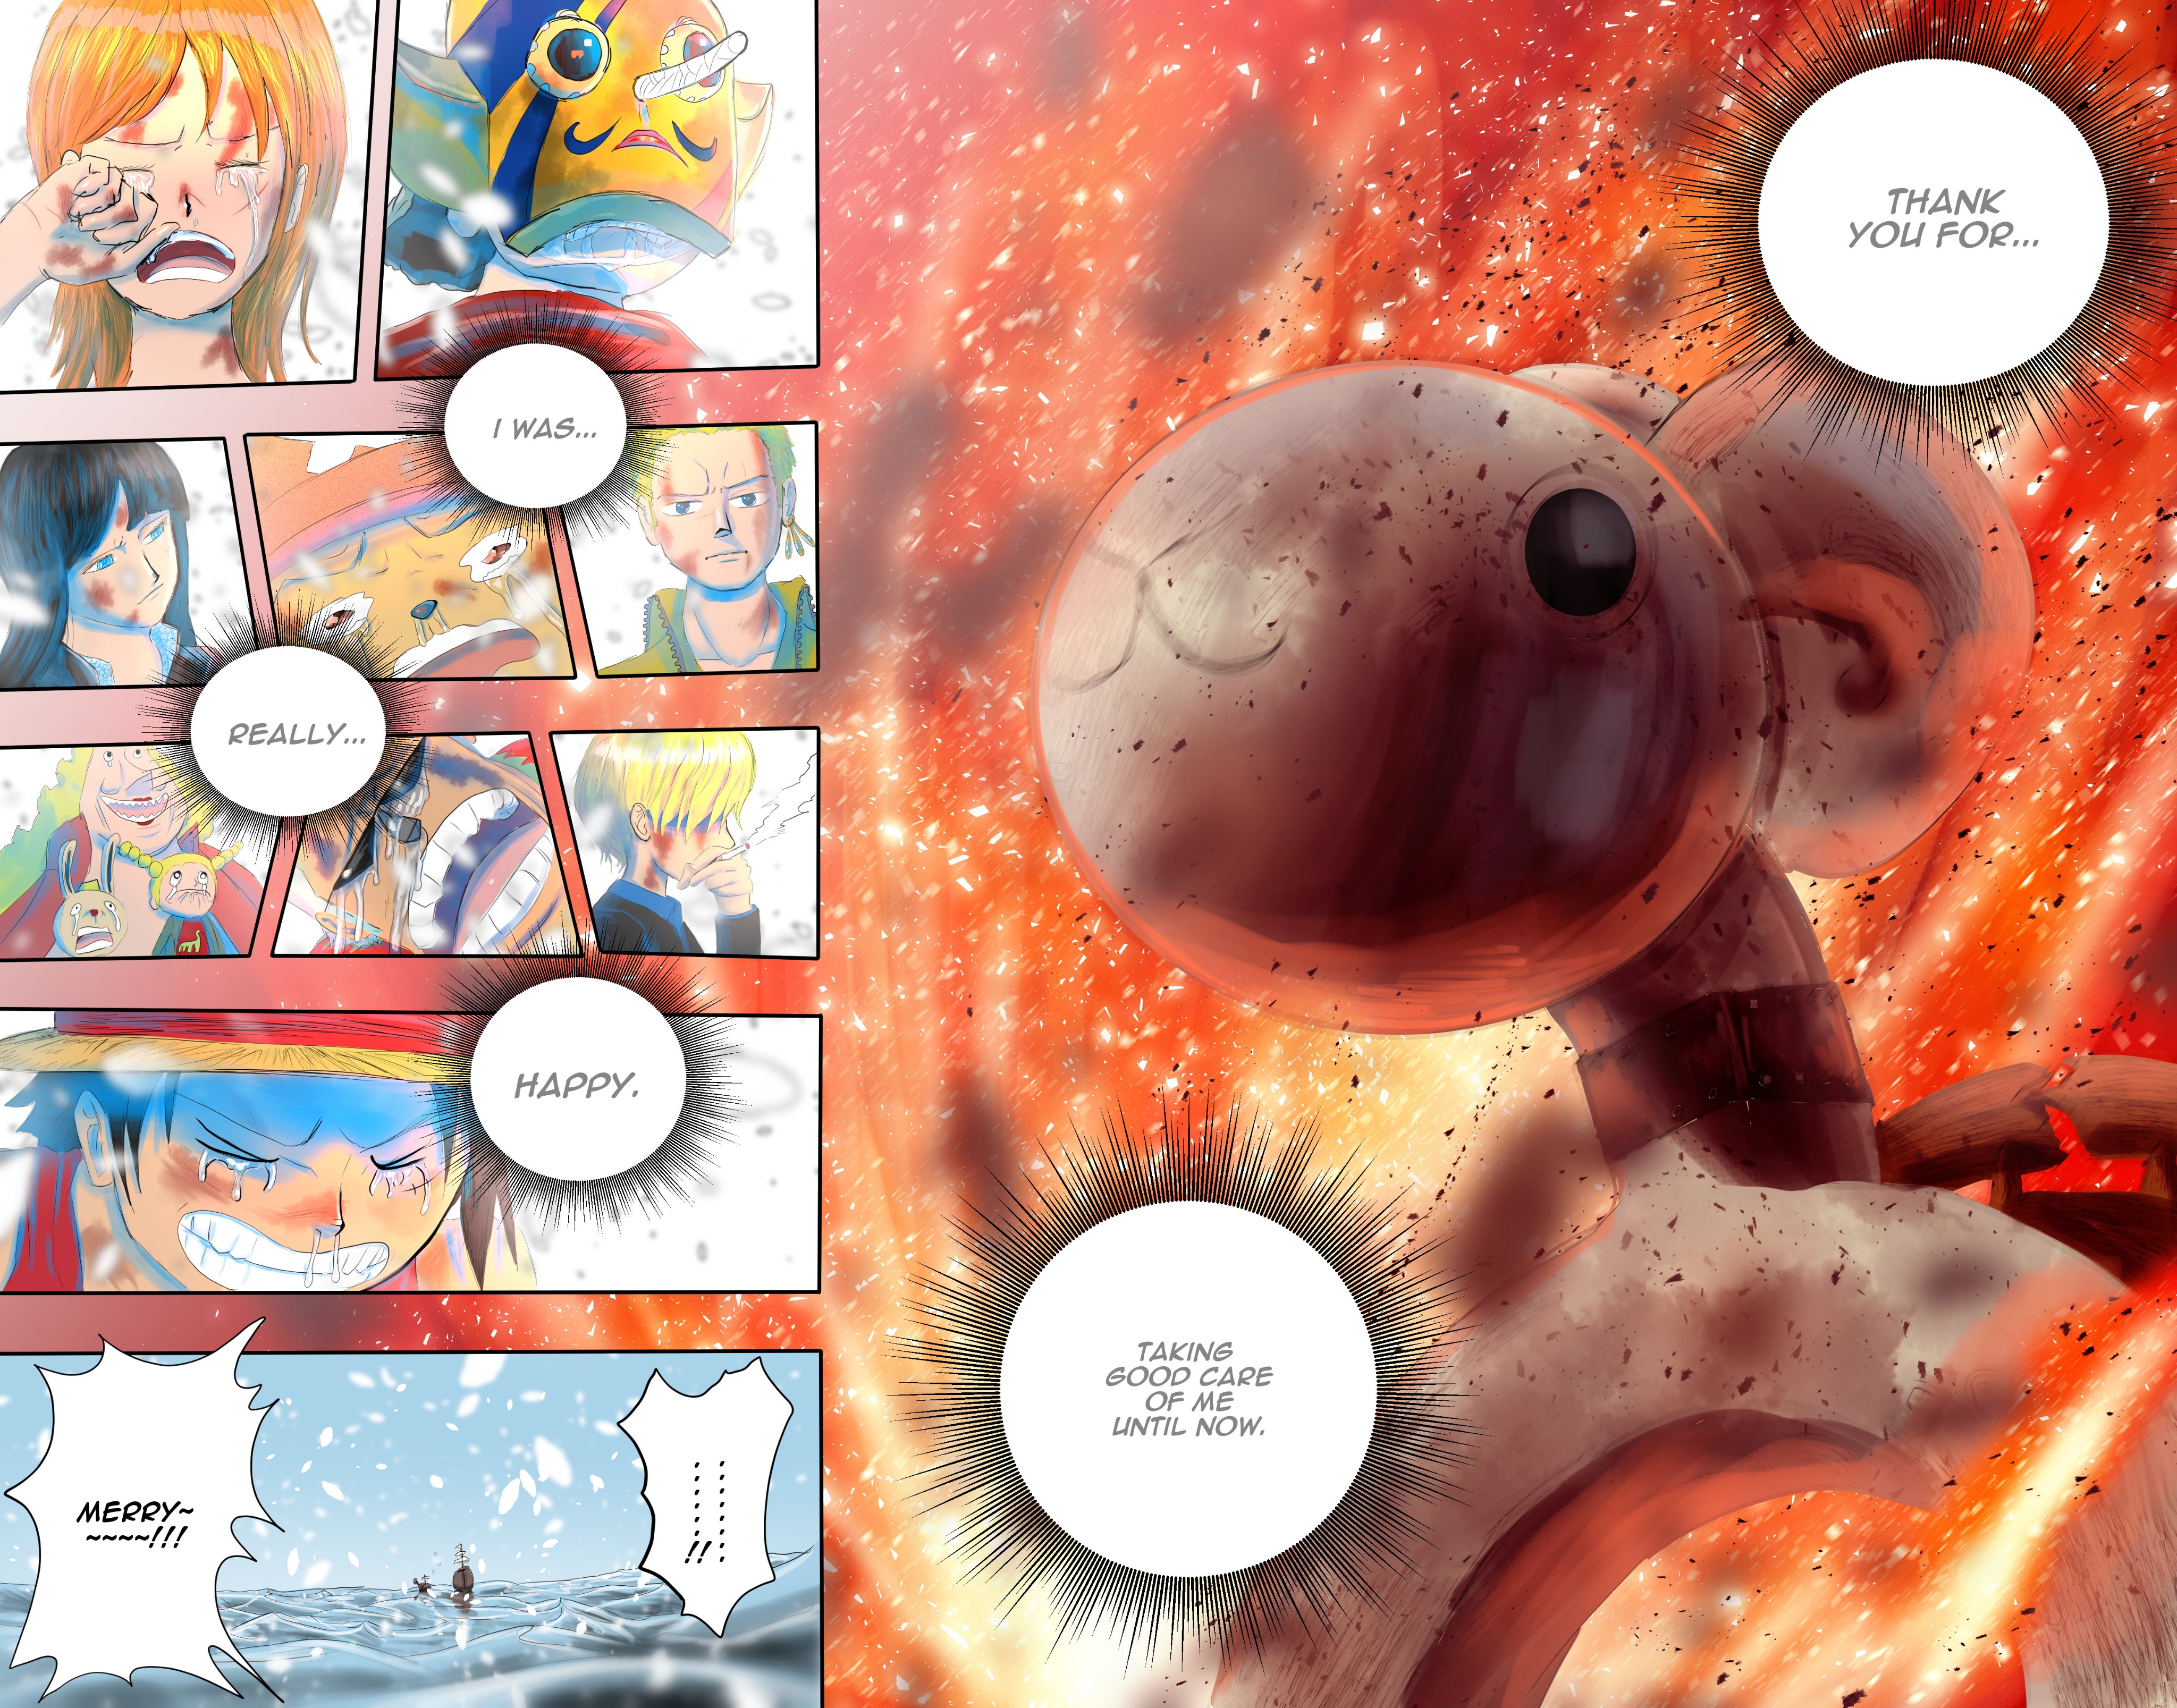 THANK
YOU FOR...
TAKING
GOOD CARE
OF ME
UNTIL NOW.
I WAS...
REALLY...
HAPPY.
........!!
MERRY~
~~~~!!!